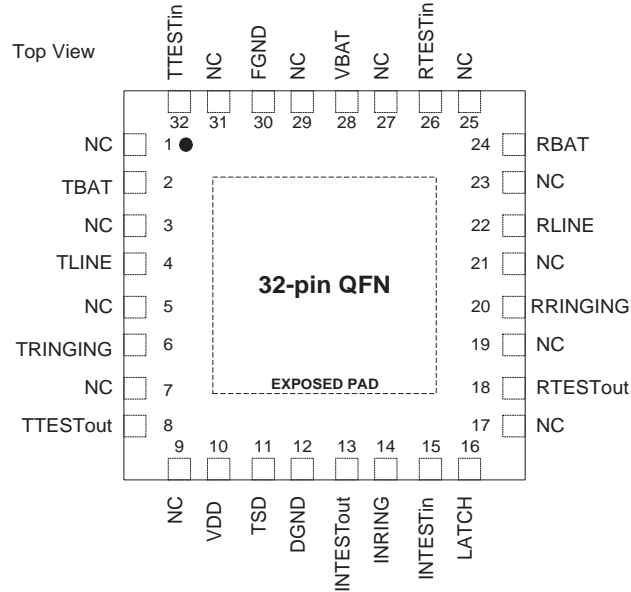 Top View
TTESTin
NC
FGND
NC
VBAT
NC
RTESTin
NC
32
31
30
29
28
27
26
25
NC 1
24 RBAT
TBAT 2
23 NC
NC 3
22 RLINE
TLINE 4
21 NC
32-pin QFN
NC 5
20 RRINGING
TRINGING 6
19 NC
NC 7
EXPOSED PAD
18 RTESTout
TTESTout 8
17 NC
9
10
11
12
13
14
15
16
NC
VDD
TSD
DGND
INTESTout
INRING
INTESTin
LATCH